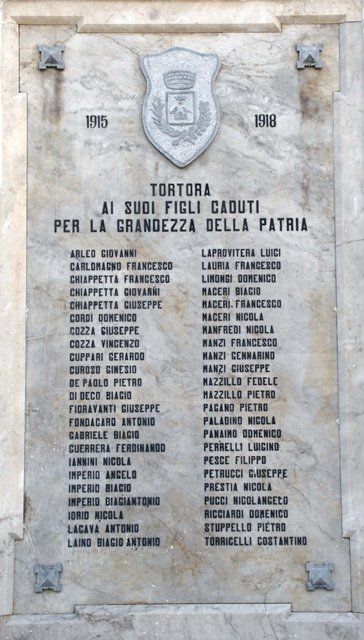 1915 1918
TORTORA
AI SUOI FIGLI CADUTI
PER LA GRANDEZZA DELLA PATRIA
ARLEO GIOVANNI
CARLOMAGNO FRANCESCO
CHIAPPETTA FRANCESCO
CHIAPPETTA GIOVANNI
CHIAPPETTA GIUSEPPE
CORDI DOMENICO
COZZA GIUSEPPE
COZZA VINCENZO
CUPPARI GERARDO
CUROSO GINESIO
DE PAOLO PIETRO
DI DECO BIAGIO
FIORAVANTI GIUSEPPE
FONDACARO ANTONIO
GABRIELE BIAGIO
GUERRERA FERDINANDO
IANNINI NICOLA
IMPERIO ANGELO
IMPERIO BIAGIO
IMPERIO BIAGIANTONIO
IORIO NICOLA
LACAVA ANTONIO
LAINO BIAGIO ANTONIO
LAPROVITERA LUIGI
LAURIA FRANCESCO
LIMONGI DOMENICO
MACERI BIAGIO
MACERI FRANCESCO
MACERI NICOLA
MANFREDI NICOLA
MANZI FRANCESCO
MANZI GENNARINO
MANZI GIUSEPPE
MAZZILLO FEDELE
MAZZILLO PIETRO
PAGANO PIETRO
PALADINO NICOLA
PANAINO DOMENICO
PERRELLI LUIGINO
PESCE FILIPPO
PETRUCCI GIUSEPPE
PRESTIA NICOLA
PUCCI NICOLANGELO
RICCIARDI DOMENICO
STUPPELLO PIETRO
TORRICELLI COSTANTINO